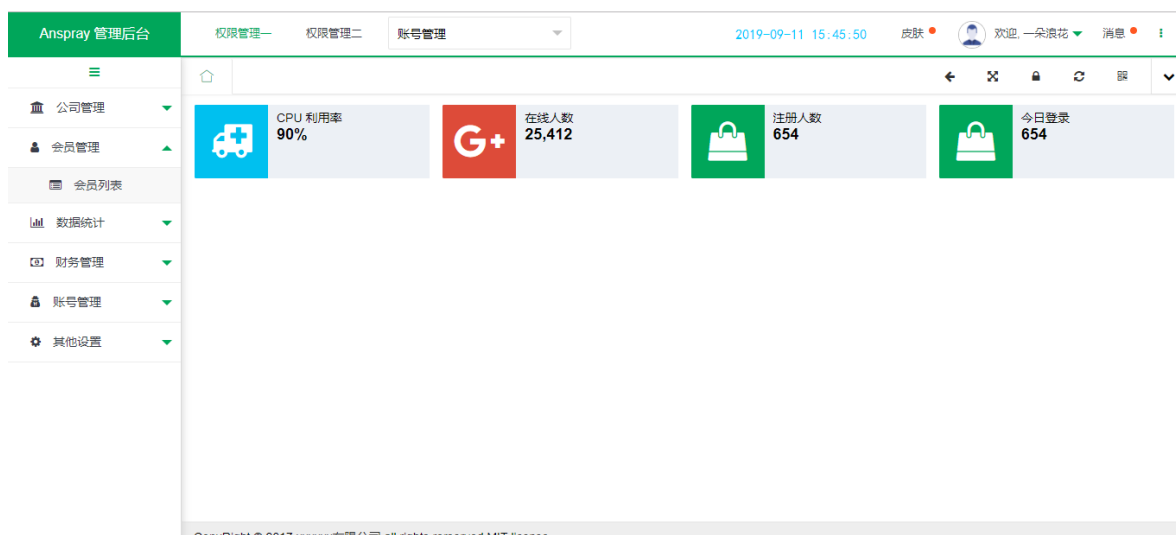 Anspray 管理后台
权限管理一
权限管理二
账号管理
2019-09-11 15:45:50
皮肤
欢迎, 一朵浪花
消息
公司管理
会员管理
会员列表
数据统计
财务管理
账号管理
其他设置
CPU 利用率
90%
在线人数
25,412
注册人数
654
今日登录
654